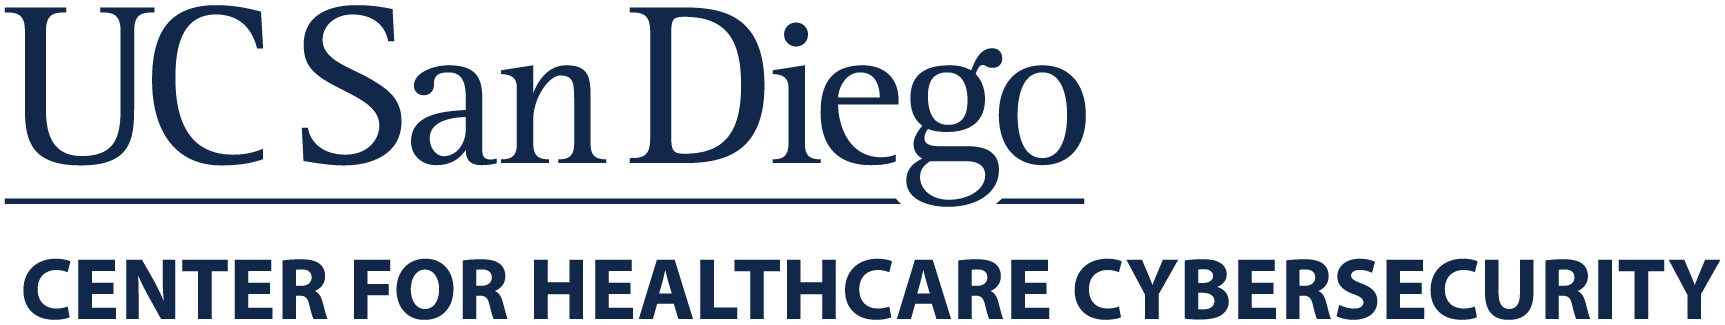 UC San Diego
CENTER FOR HEALTHCARE CYBERSECURITY